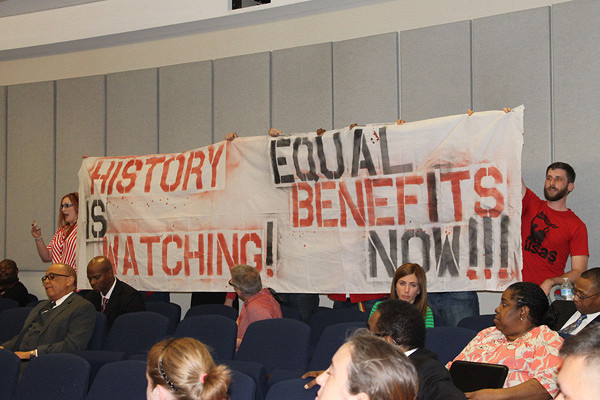 HISTORY
IS
WATCHING!
EQUAL
BENEFITS
NOW!!!